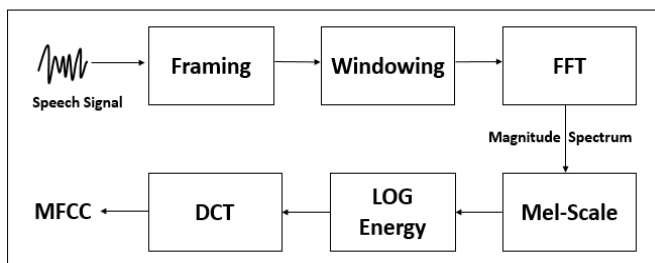 Speech Signal
Framing
Windowing
FFT
Magnitude Spectrum
Mel-Scale
LOG
Energy
DCT
MFCC